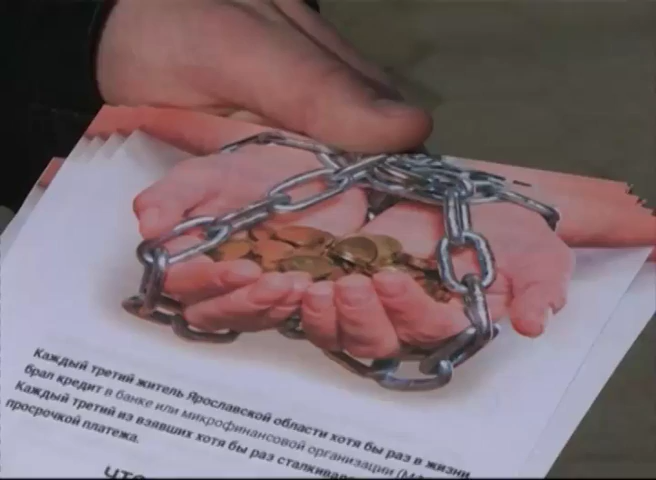 Каждый третий житель Ярославской области хотя бы раз в жизни
брал кредит в банке или микрофинансовой организации
Каждый третий из взявших хотя бы раз
просрочкой платежа.